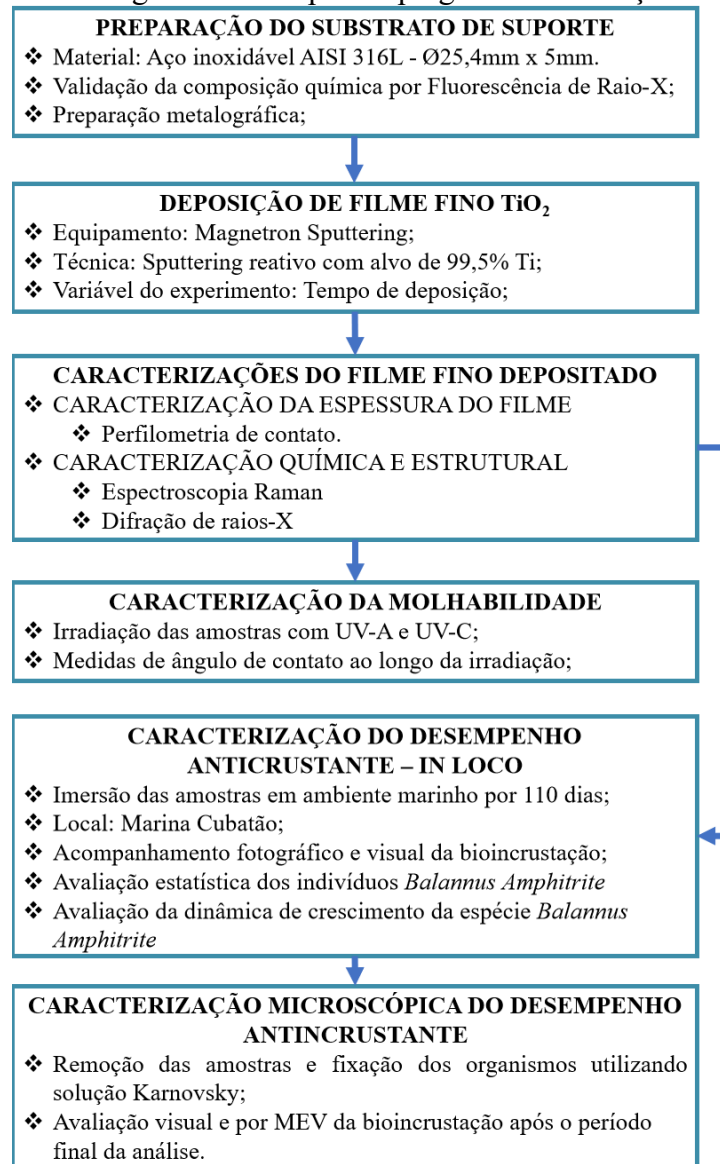 PREPARAÇÃO DO SUBSTRATO DE SUPORTE
❖ Material: Aço inoxidável AISI 316L - Ø25,4mm x 5mm.
❖ Validação da composição química por Fluorescência de Raio-X;
❖ Preparação metalográfica;
DEPOSIÇÃO DE FILME FINO TiO₂
❖ Equipamento: Magnetron Sputtering;
❖ Técnica: Sputtering reativo com alvo de 99,5% Ti;
❖ Variável do experimento: Tempo de deposição;
CARACTERIZAÇÕES DO FILME FINO DEPOSITADO
❖ CARACTERIZAÇÃO DA ESPESSURA DO FILME
❖ Perfilometria de contato.
❖ CARACTERIZAÇÃO QUÍMICA E ESTRUTURAL
❖ Espectroscopia Raman
❖ Difração de raios-X
CARACTERIZAÇÃO DA MOLHABILIDADE
❖ Irradiação das amostras com UV-A e UV-C;
❖ Medidas de ângulo de contato ao longo da irradiação;
CARACTERIZAÇÃO DO DESEMPENHO
ANTICRUSTANTE – IN LOCO
❖ Imersão das amostras em ambiente marinho por 110 dias;
❖ Local: Marina Cubatão;
❖ Acompanhamento fotográfico e visual da bioincrustação;
❖ Avaliação estatística dos indivíduos Balannus Amphitrite
❖ Avaliação da dinâmica de crescimento da espécie Balannus
Amphitrite
CARACTERIZAÇÃO MICROSCÓPICA DO DESEMPENHO
ANTINCRUSTANTE
❖ Remoção das amostras e fixação dos organismos utilizando
solução Karnovsky;
❖ Avaliação visual e por MEV da bioincrustação após o período
final da análise.